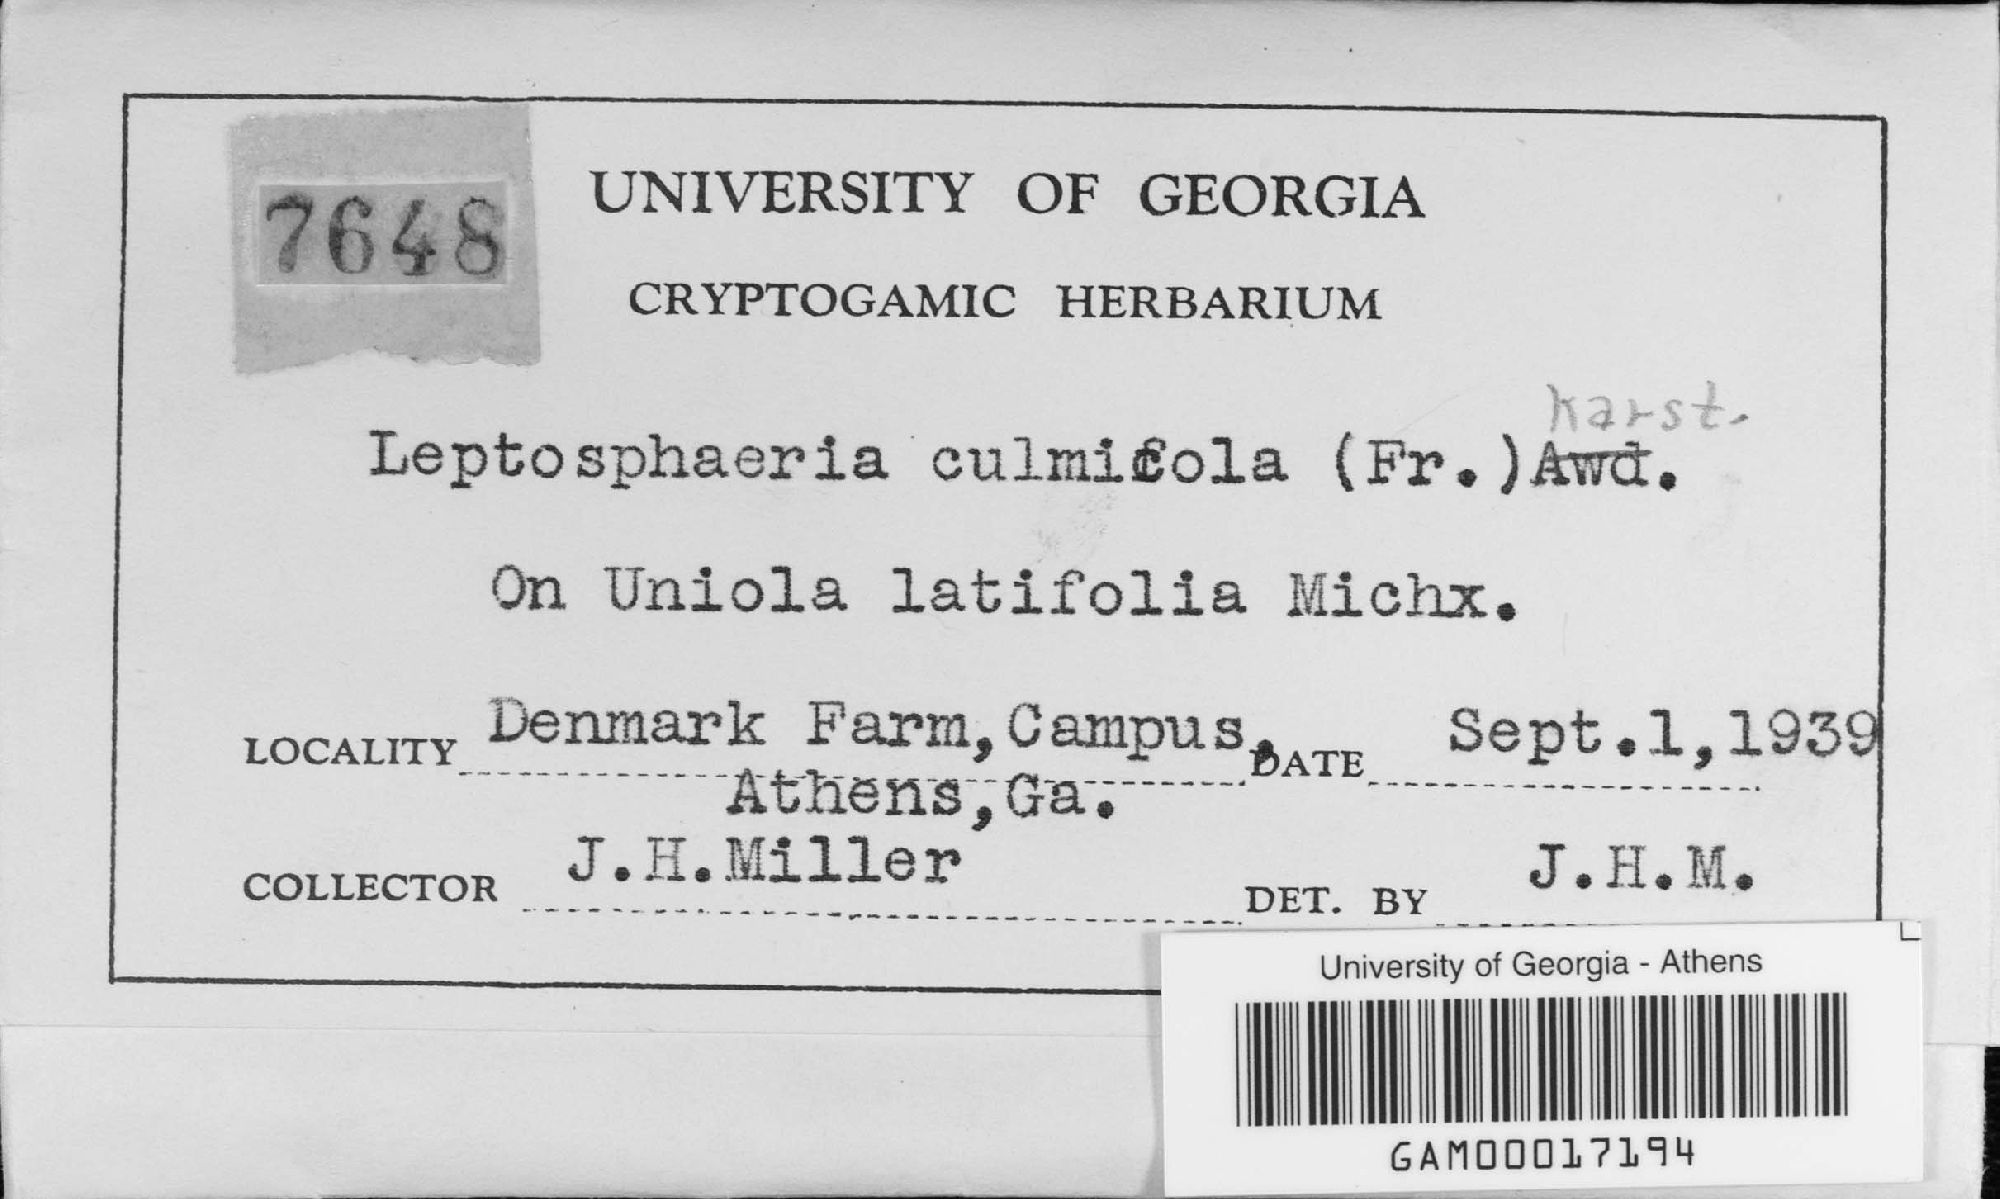 7648
UNIVERSITY OF GEORGIA
CRYPTOGAMIC HERBARIUM
Karst.
Leptosphaeria culmicola (Fr.)Awd.
On Uniola latifolia Michx.
LOCALITY Denmark Farm, Campus, DATE Sept.1,1939
Athens,Ga.
COLLECTOR J.H.Miller DET. BY J.H.M.
University of Georgia - Athens
GAM00017194